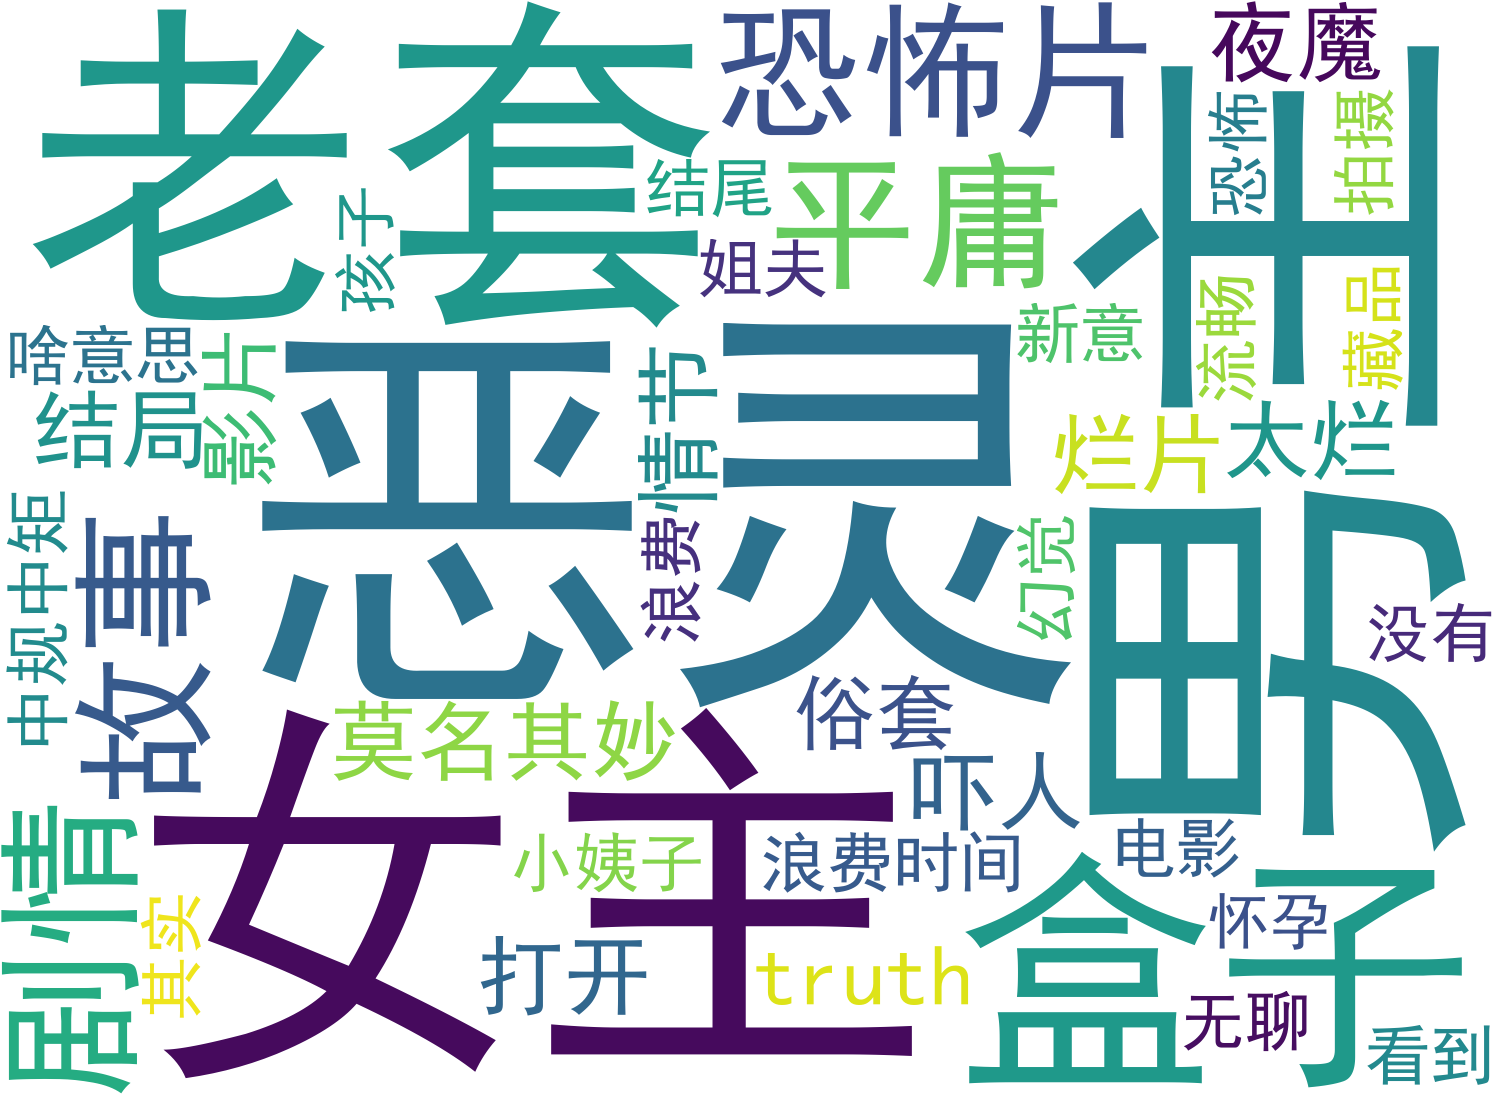 老套
恐怖片
夜魔
男主
恐怖
拍摄
结尾
平庸
孩子
姐夫
流畅
藏品
新意
啥意思
影片
恶灵
情节
结局
烂片
太烂
中规中矩
故事
浪费
幻觉
没有
莫名其妙
俗套
女主
吓人
小姨子
浪费时间
电影
剧情
盒子
其实
怀孕
打开
truth
无聊
看到